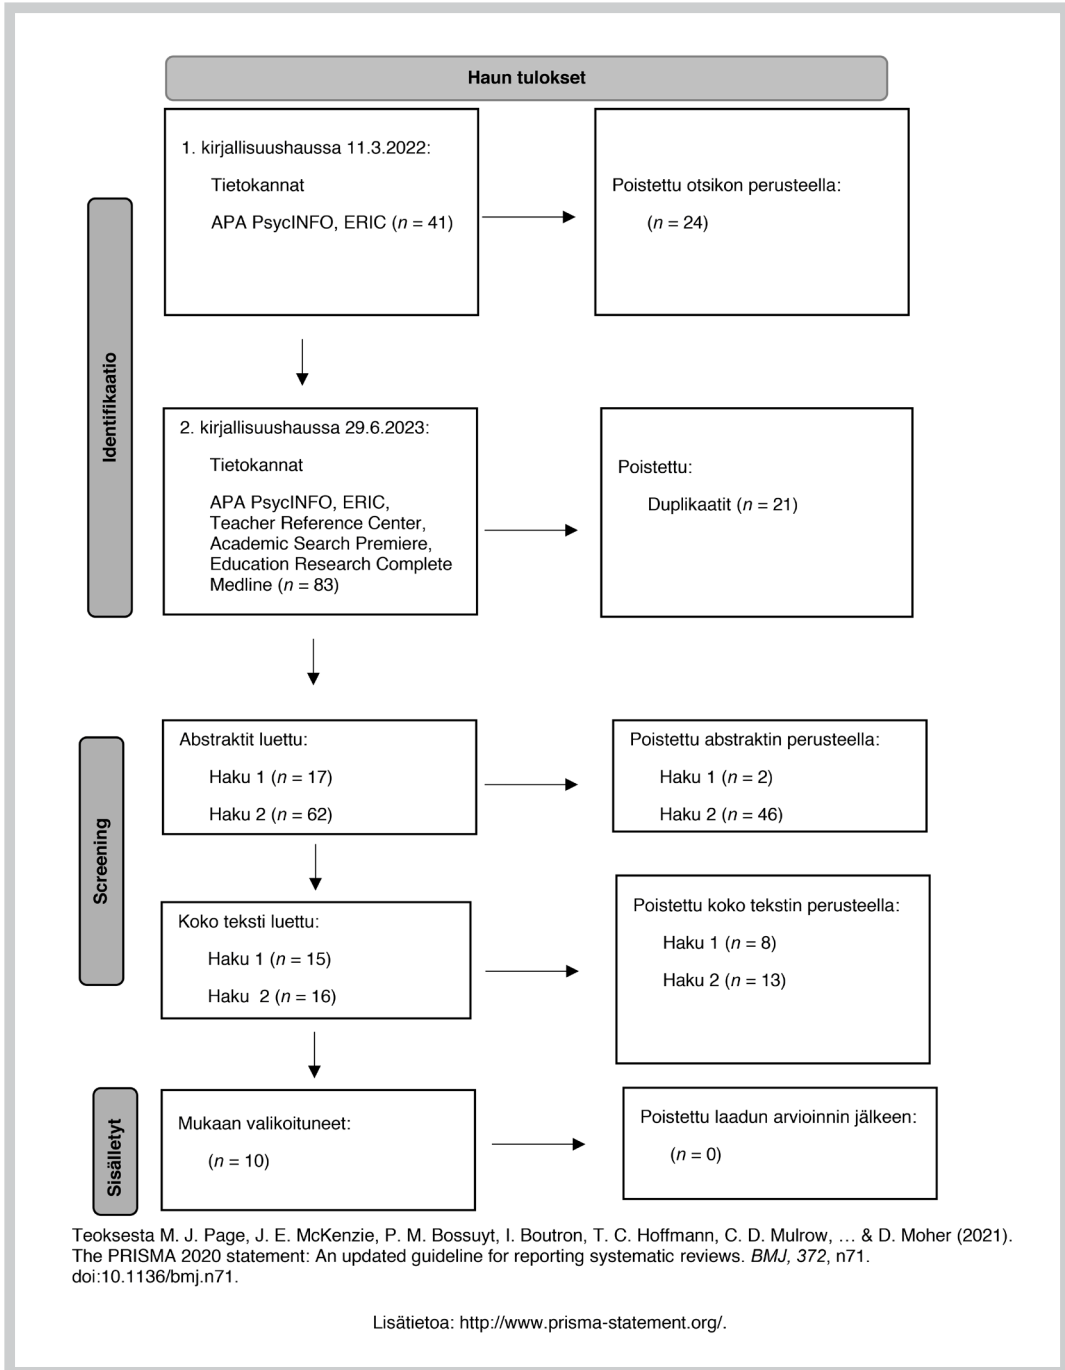 Haun tulokset
Identifikaatio
1. kirjallisuushaussa 11.3.2022:
Tietokannat
APA PsycINFO, ERIC (n = 41)
Poistettu otsikon perusteella:
(n = 24)
2. kirjallisuushaussa 29.6.2023:
Tietokannat
APA PsycINFO, ERIC,
Teacher Reference Center,
Academic Search Premiere,
Education Research Complete
Medline (n = 83)
Poistettu:
Duplikaatit (n = 21)
Screening
Abstraktit luettu:
Haku 1 (n = 17)
Haku 2 (n = 62)
Poistettu abstraktin perusteella:
Haku 1 (n = 2)
Haku 2 (n = 46)
Koko teksti luettu:
Haku 1 (n = 15)
Haku  2 (n = 16)
Poistettu koko tekstin perusteella:
Haku 1 (n = 8)
Haku 2 (n = 13)
Sisälletyt
Mukaan valikoituneet:
(n = 10)
Poistettu laadun arvioinnin jälkeen:
(n = 0)
Teoksesta M. J. Page, J. E. McKenzie, P. M. Bossuyt, I. Boutron, T. C. Hoffmann, C. D. Mulrow, … & D. Moher (2021).
The PRISMA 2020 statement: An updated guideline for reporting systematic reviews. BMJ, 372, n71.
doi:10.1136/bmj.n71.
Lisätietoa: http://www.prisma-statement.org/.